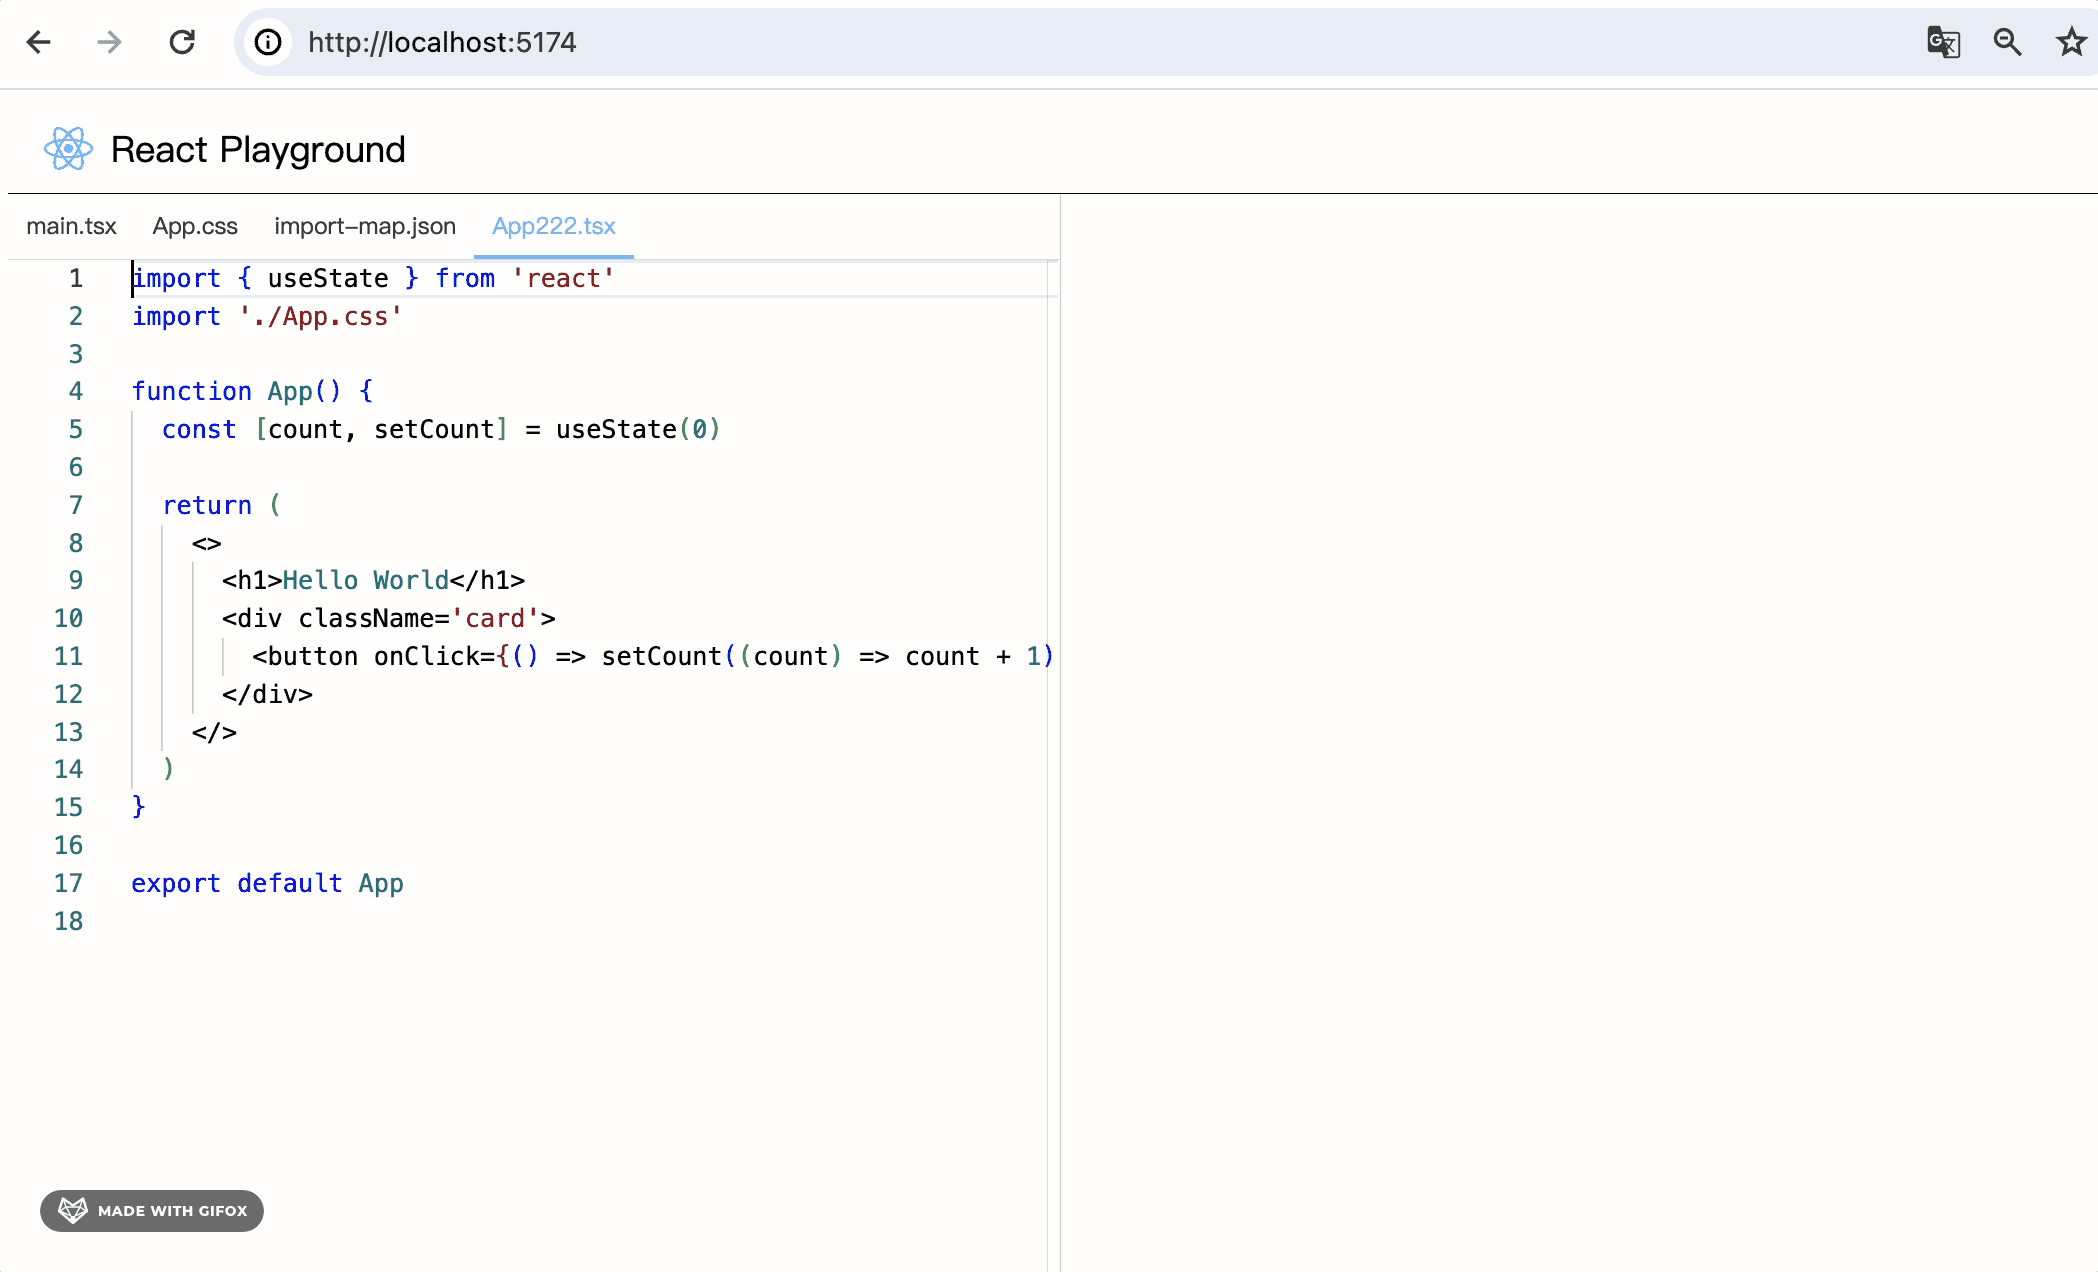 http://localhost:5174
React Playground
main.tsx App.css import-map.json App222.tsx
1 import { useState } from 'react'
2 import './App.css'
3
4 function App() {
5 const [count, setCount] = useState(0)
6
7 return (
8 <>
9 <h1>Hello World</h1>
10 <div className='card'>
11 <button onClick={() => setCount((count) => count + 1)
12 </div>
13 </>
14 )
15 }
16
17 export default App
18
MADE WITH GIFOX